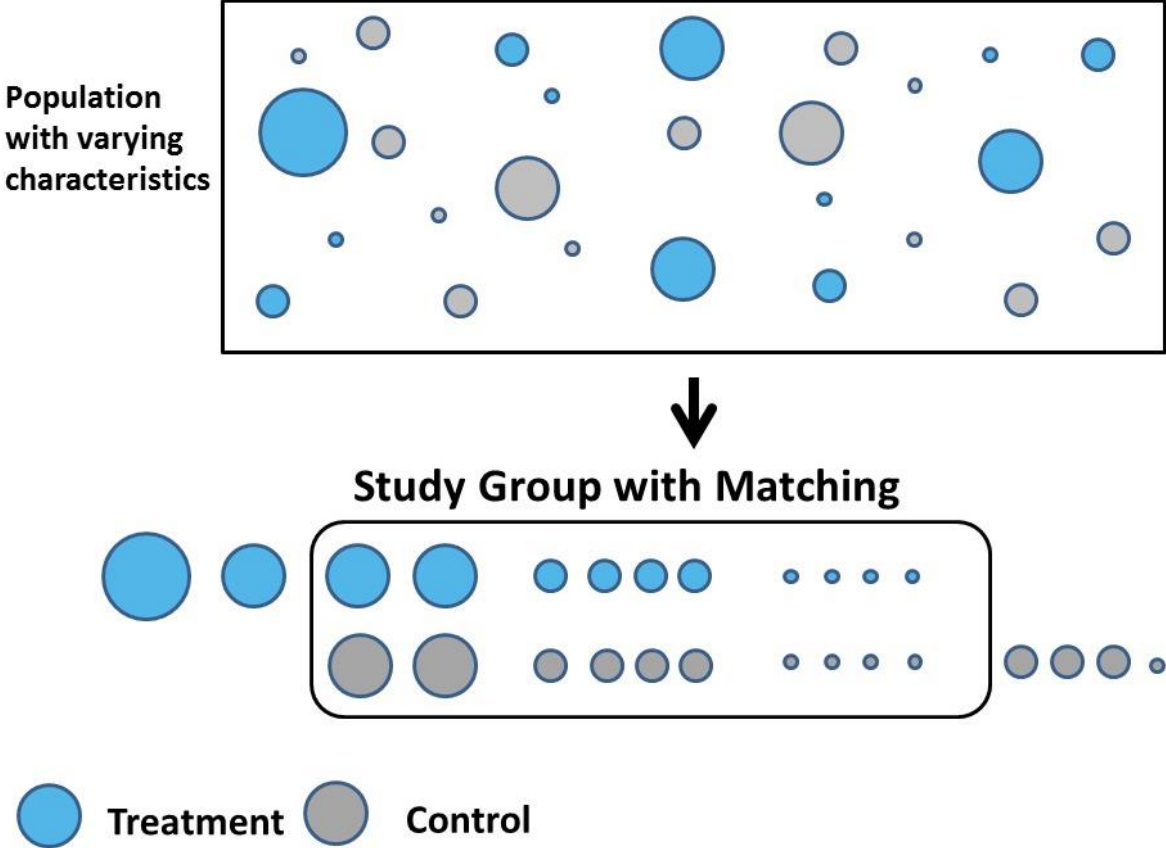 Population
with varying
characteristics
Study Group with Matching
Treatment
Control